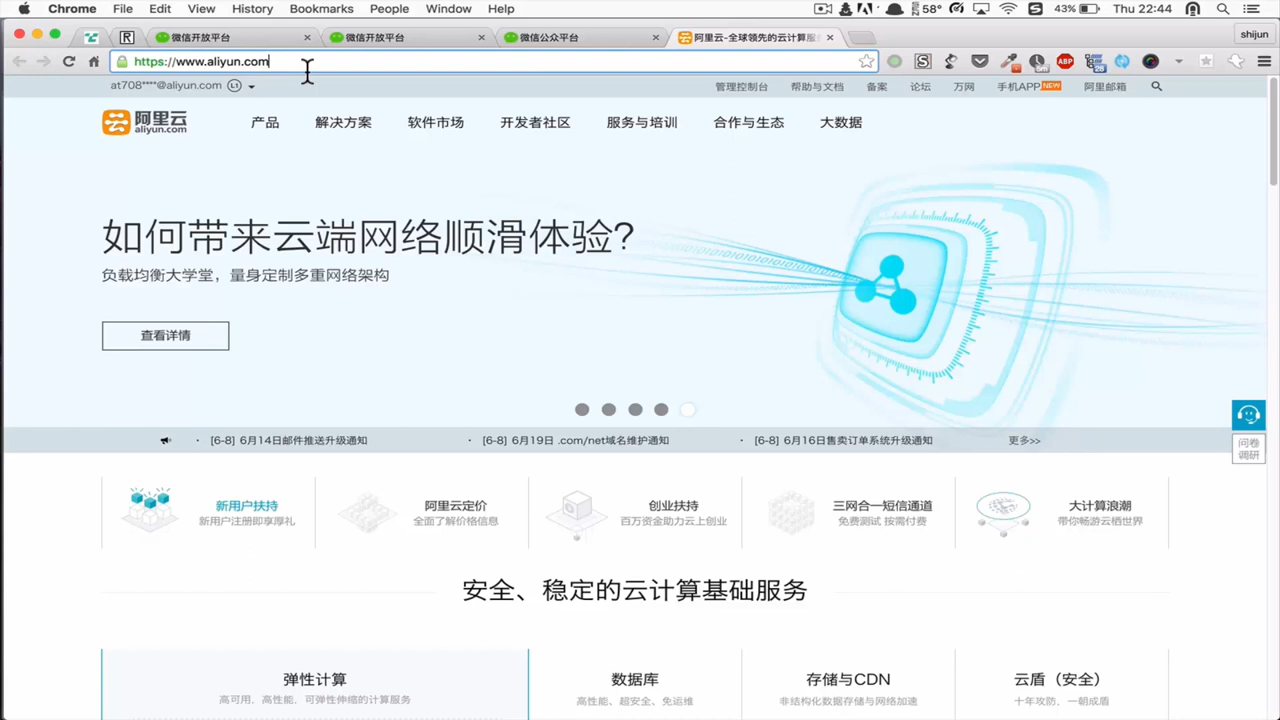 Chrome File Edit View History Bookmarks People Window Help 58° 43% Thu 22:44
微信开放平台 微信开放平台 微信公众平台 阿里云-全球领先的云计算服 shijun
https://www.aliyun.com
at708****@aliyun.com L1 管理控制台 帮助与文档 备案 论坛 万网 手机APP NEW 阿里邮箱
阿里云 aliyun.com 产品 解决方案 软件市场 开发者社区 服务与培训 合作与生态 大数据
如何带来云端网络顺滑体验?
负载均衡大学堂，量身定制多重网络架构
查看详情
· [6-8] 6月14日邮件推送升级通知 · [6-8] 6月19日 .com/net域名维护通知 · [6-8] 6月16日售卖订单系统升级通知 更多>>
问卷
调研
新用户扶持 阿里云定价 创业扶持 三网合一短信通道 大计算浪潮
新用户注册即享厚礼 全面了解价格信息 百万资金助力云上创业 免费测试 按需付费 带你畅游云栖世界
安全、稳定的云计算基础服务
弹性计算 数据库 存储与CDN 云盾（安全）
高可用，高性能，可弹性伸缩的计算服务 高性能、超安全、免运维 非结构化数据存储与网络加速 十年攻防，一朝成盾